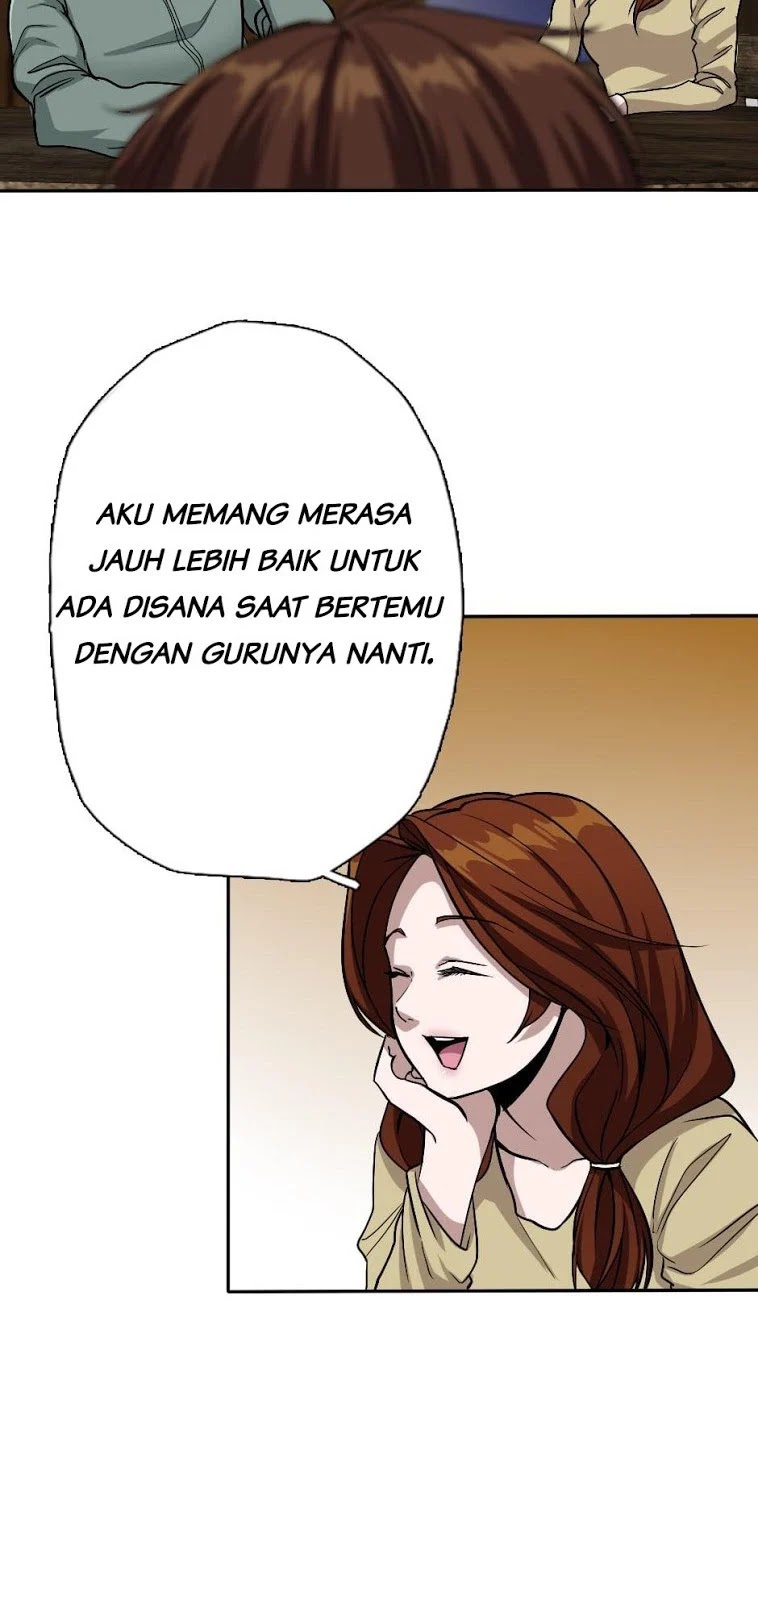 AKU MEMANG MERASA
JAUH LEBIH BAIK UNTUK
ADA DISANA SAAT BERTEMU
DENGAN GURUNYA NANTI.